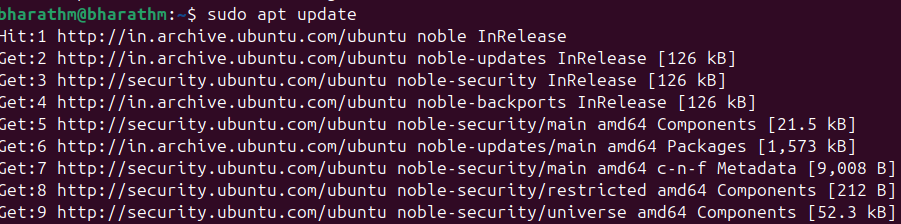 bharathm@bharathm:~$ sudo apt update
Hit:1 http://in.archive.ubuntu.com/ubuntu noble InRelease
Get:2 http://in.archive.ubuntu.com/ubuntu noble-updates InRelease [126 kB]
Get:3 http://security.ubuntu.com/ubuntu noble-security InRelease [126 kB]
Get:4 http://in.archive.ubuntu.com/ubuntu noble-backports InRelease [126 kB]
Get:5 http://security.ubuntu.com/ubuntu noble-security/main amd64 Components [21.5 kB]
Get:6 http://in.archive.ubuntu.com/ubuntu noble-updates/main amd64 Packages [1,573 kB]
Get:7 http://security.ubuntu.com/ubuntu noble-security/main amd64 c-n-f Metadata [9,008 B]
Get:8 http://security.ubuntu.com/ubuntu noble-security/restricted amd64 Components [212 B]
Get:9 http://security.ubuntu.com/ubuntu noble-security/universe amd64 Components [52.3 kB]